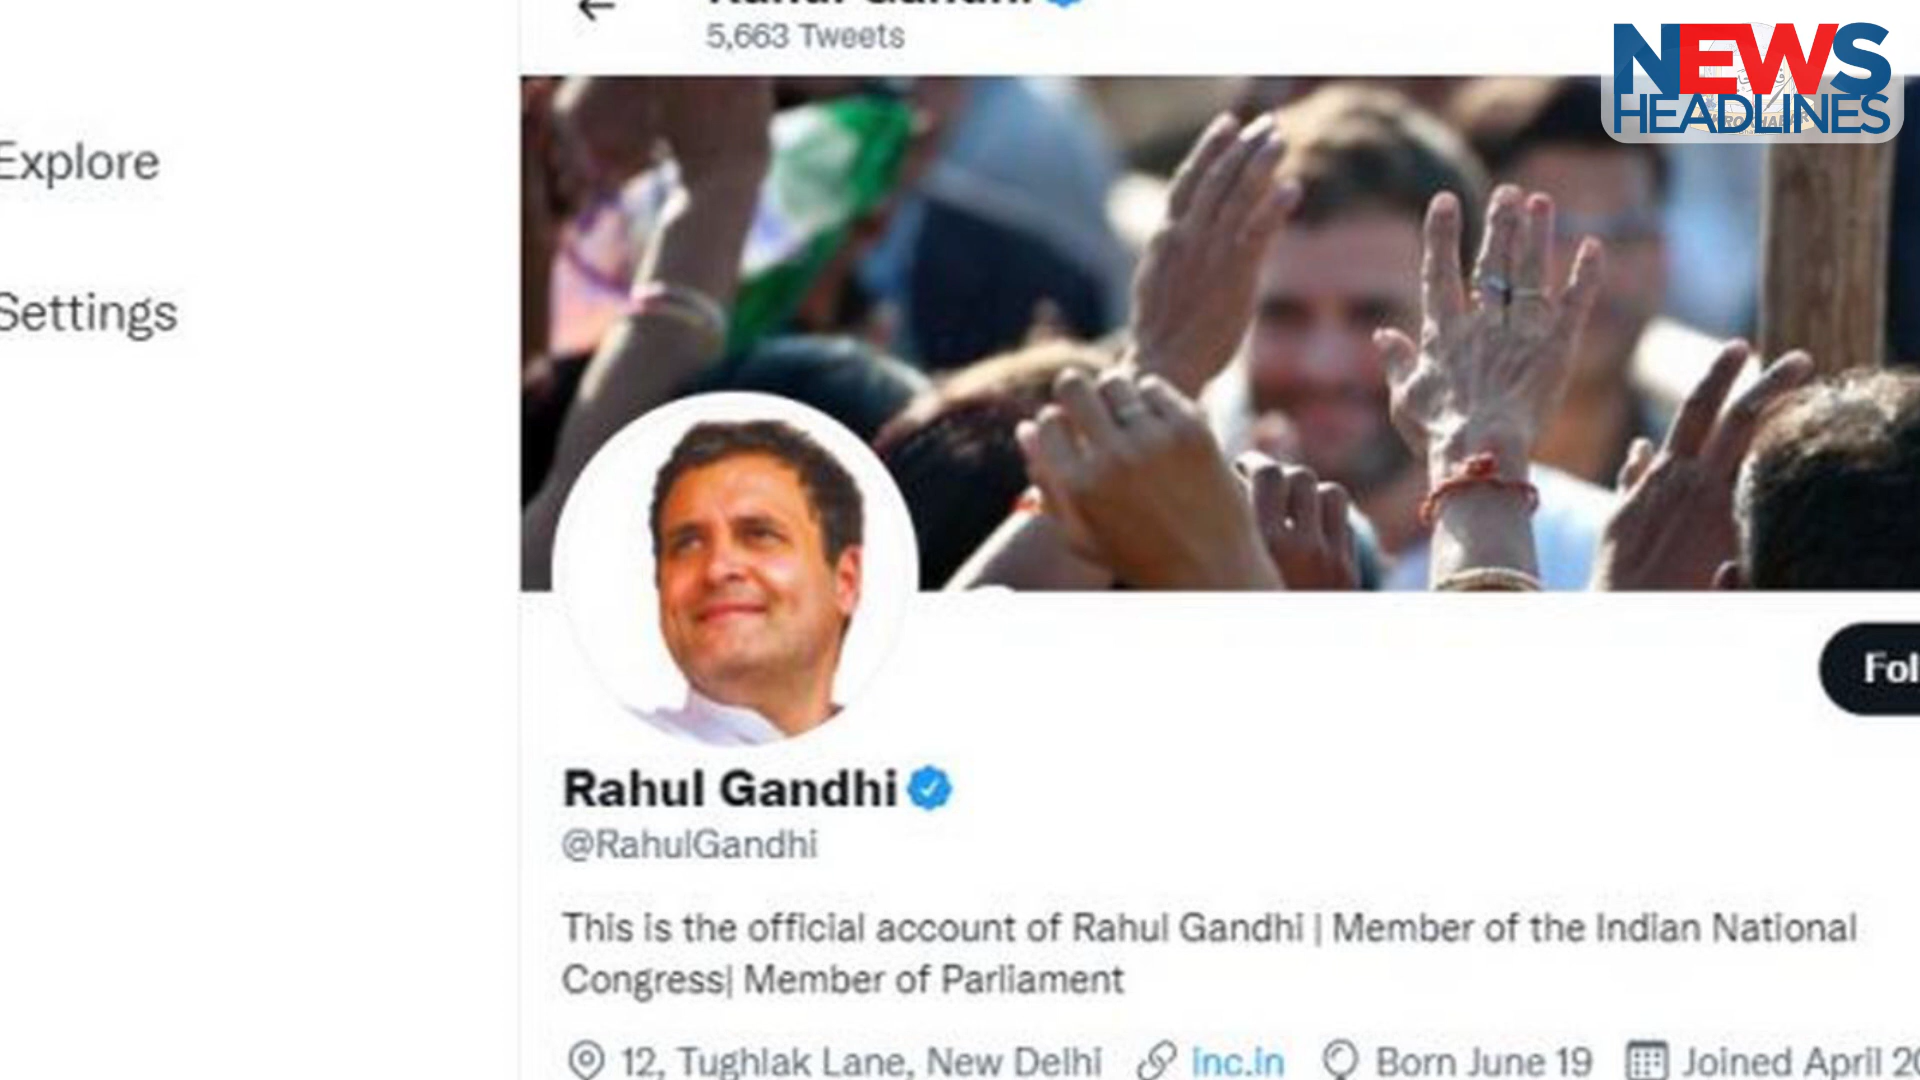 5,663 Tweets
NEWS
HEADLINES
Explore
Settings
Fol
Rahul Gandhi
@RahulGandhi
This is the official account of Rahul Gandhi | Member of the Indian National
Congress| Member of Parliament
12, Tughlak Lane, New Delhi inc.in Born June 19 Joined April 20